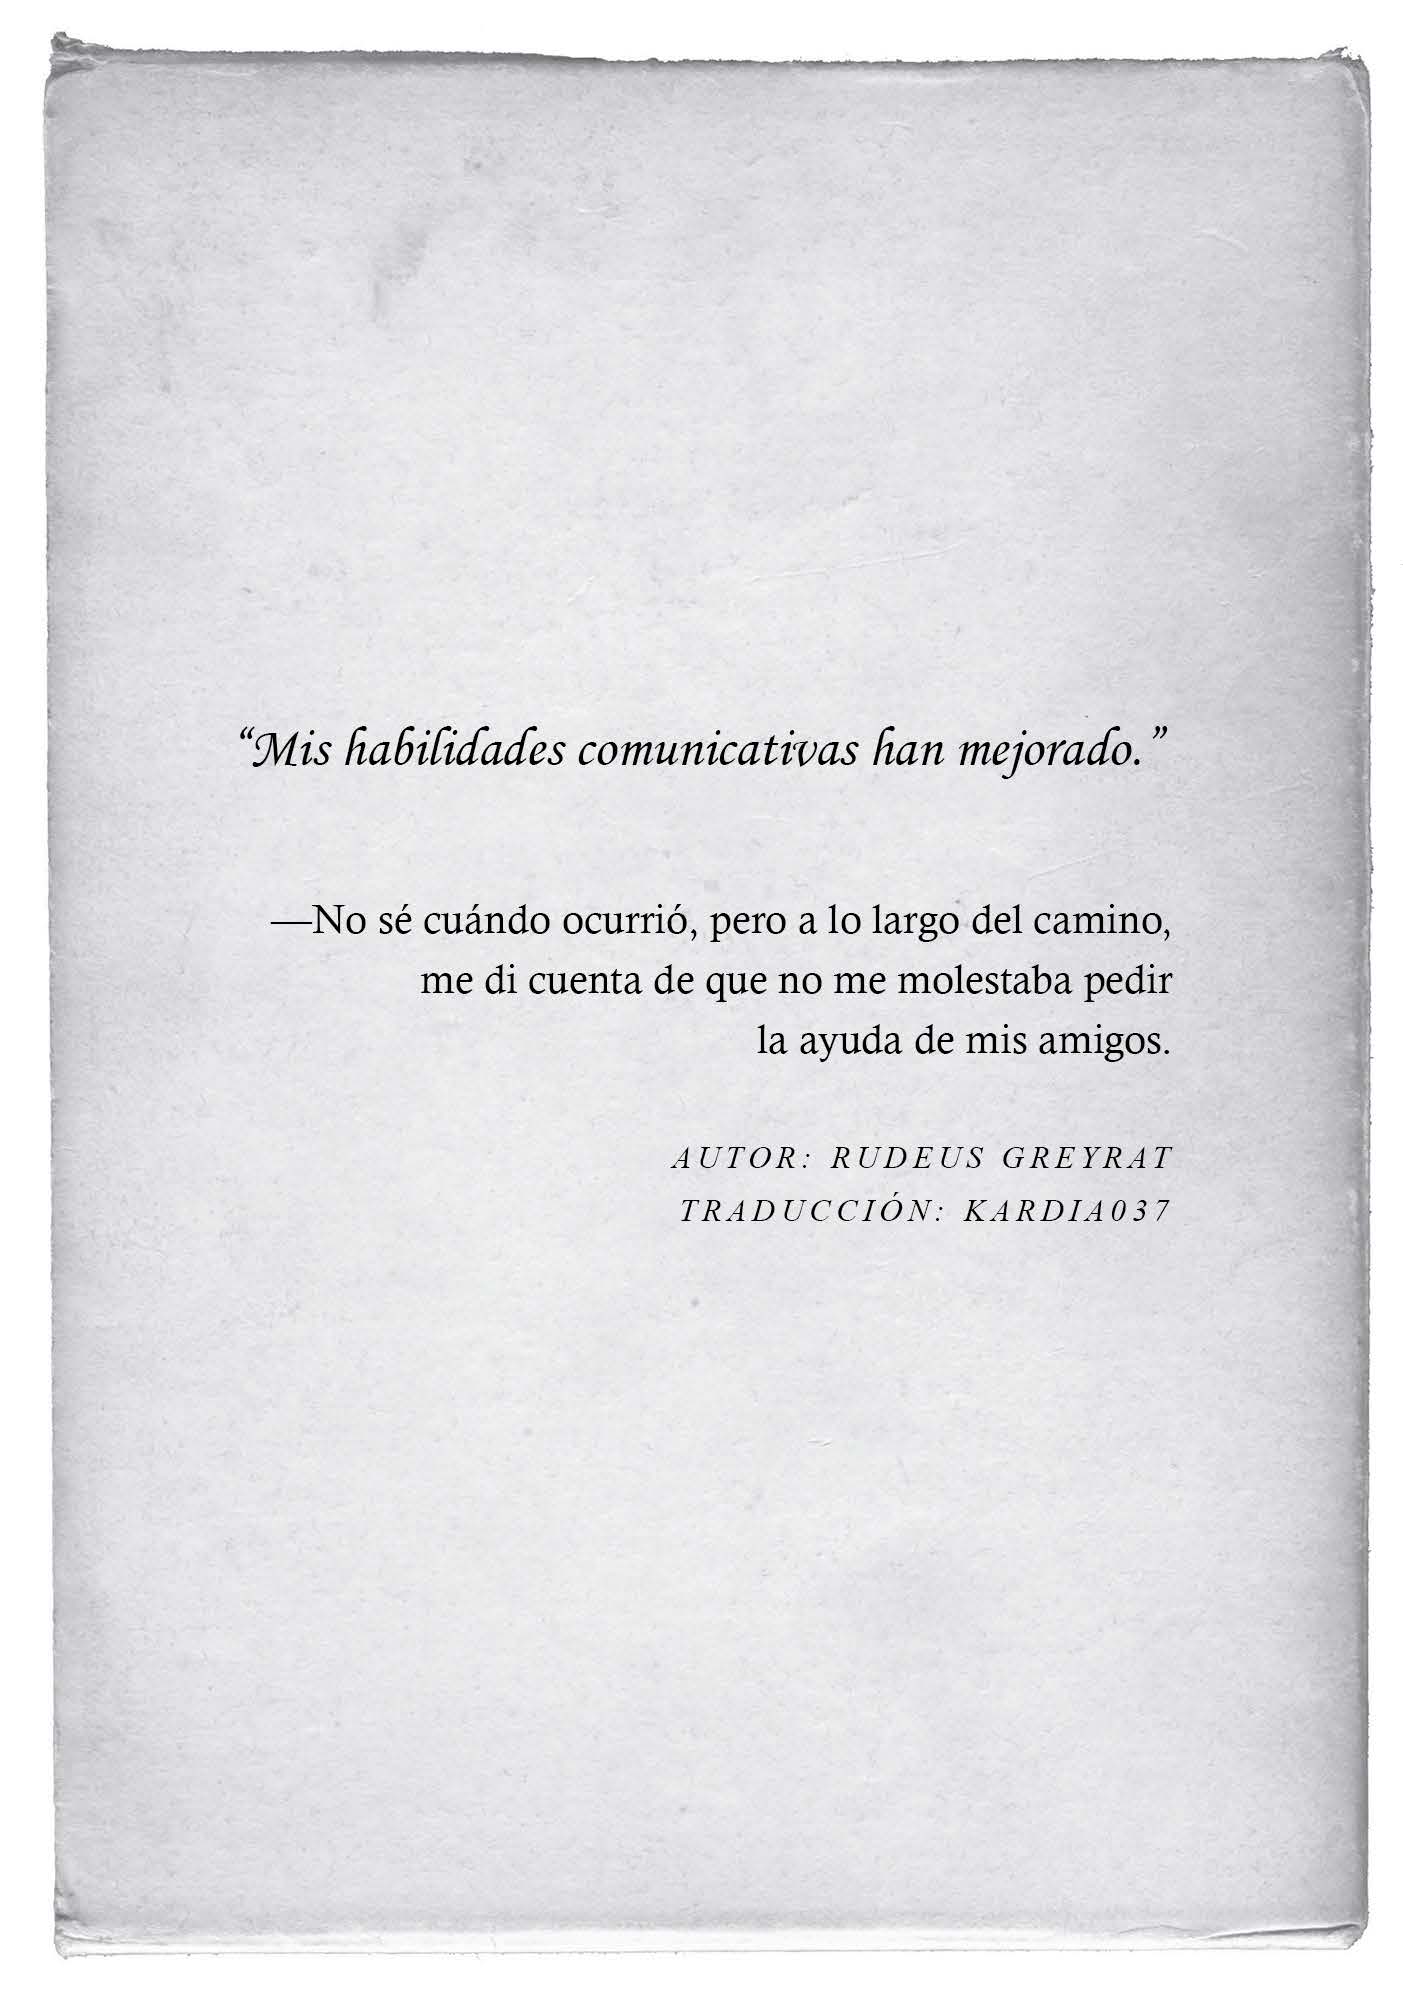 “Mis habilidades comunicativas han mejorado.”
—No sé cuándo ocurrió, pero a lo largo del camino,
me di cuenta de que no me molestaba pedir
la ayuda de mis amigos.
AUTOR: RUDEUS GREYRAT
TRADUCCIÓN: KARDIA037